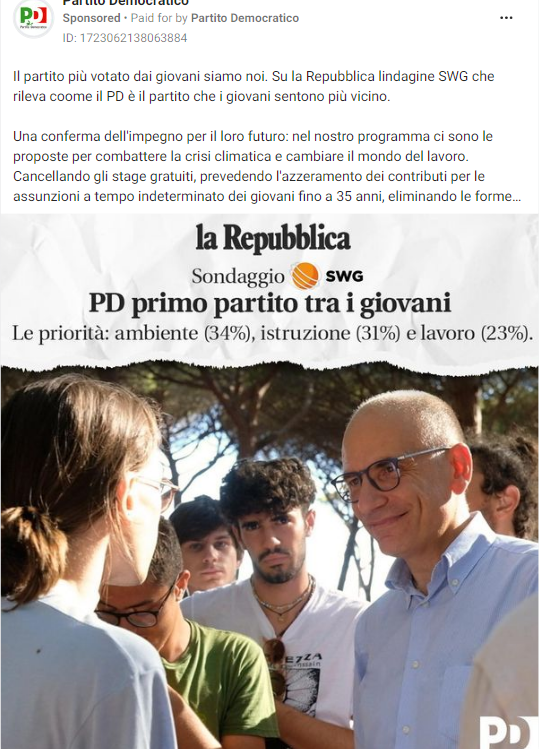 Partito Democratico
Sponsored • Paid for by Partito Democratico
ID: 1723062138063884
Il partito più votato dai giovani siamo noi. Su la Repubblica lindagine SWG che
rileva coome il PD è il partito che i giovani sentono più vicino.
Una conferma dell'impegno per il loro futuro: nel nostro programma ci sono le
proposte per combattere la crisi climatica e cambiare il mondo del lavoro.
Cancellando gli stage gratuiti, prevedendo l'azzeramento dei contributi per le
assunzioni a tempo indeterminato dei giovani fino a 35 anni, eliminando le forme...
la Repubblica
Sondaggio SWG
PD primo partito tra i giovani
Le priorità: ambiente (34%), istruzione (31%) e lavoro (23%).
EZZA
PD